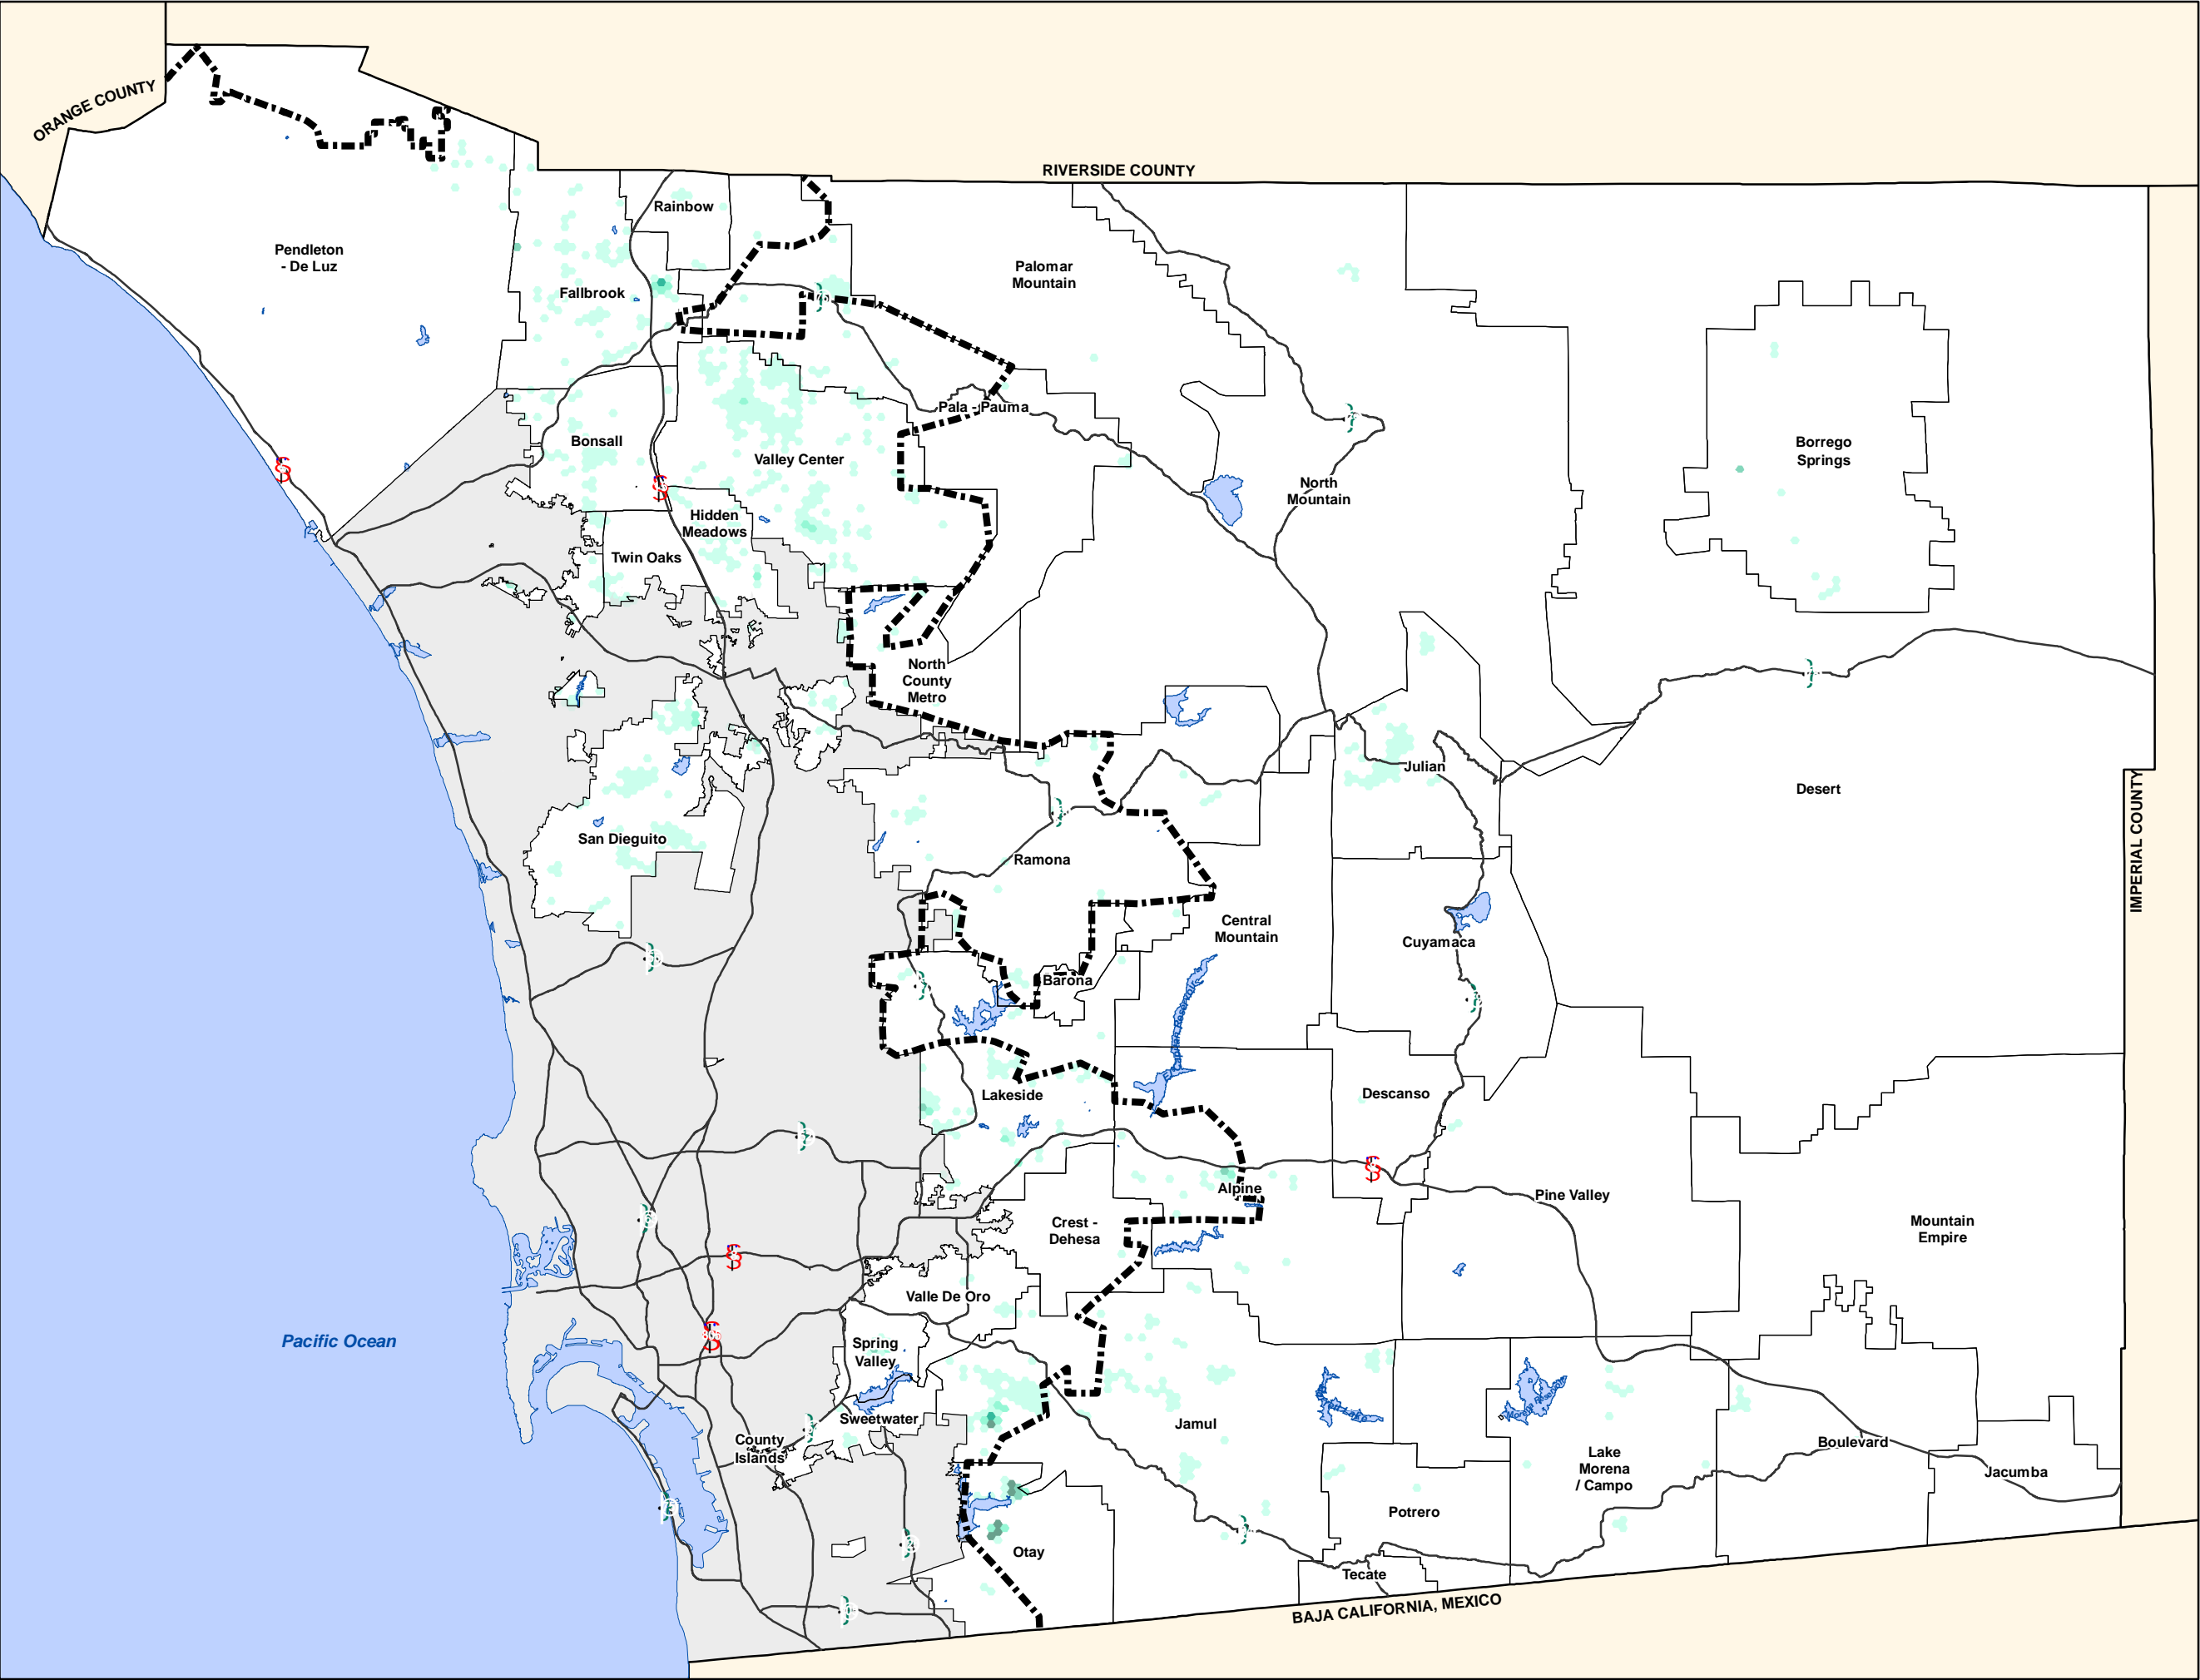 ORANGE COUNTY
RIVERSIDE COUNTY
Rainbow
Pendleton
- De Luz
Fallbrook
Palomar
Mountain
Pala - Pauma
Bonsall
Valley Center
Borrego
Springs
North
Mountain
Hidden
Meadows
Twin Oaks
North
County
Metro
Julian
Desert
IMPERIAL COUNTY
San Dieguito
Ramona
Central
Mountain
Cuyamaca
Barona
Lakeside
Descanso
Alpine
Pine Valley
Crest -
Dehesa
Mountain
Empire
Valle De Oro
Pacific Ocean
Spring
Valley
Sweetwater
Jamul
County
Islands
Lake
Morena
/ Campo
Boulevard
Jacumba
Potrero
Otay
Tecate
BAJA CALIFORNIA, MEXICO